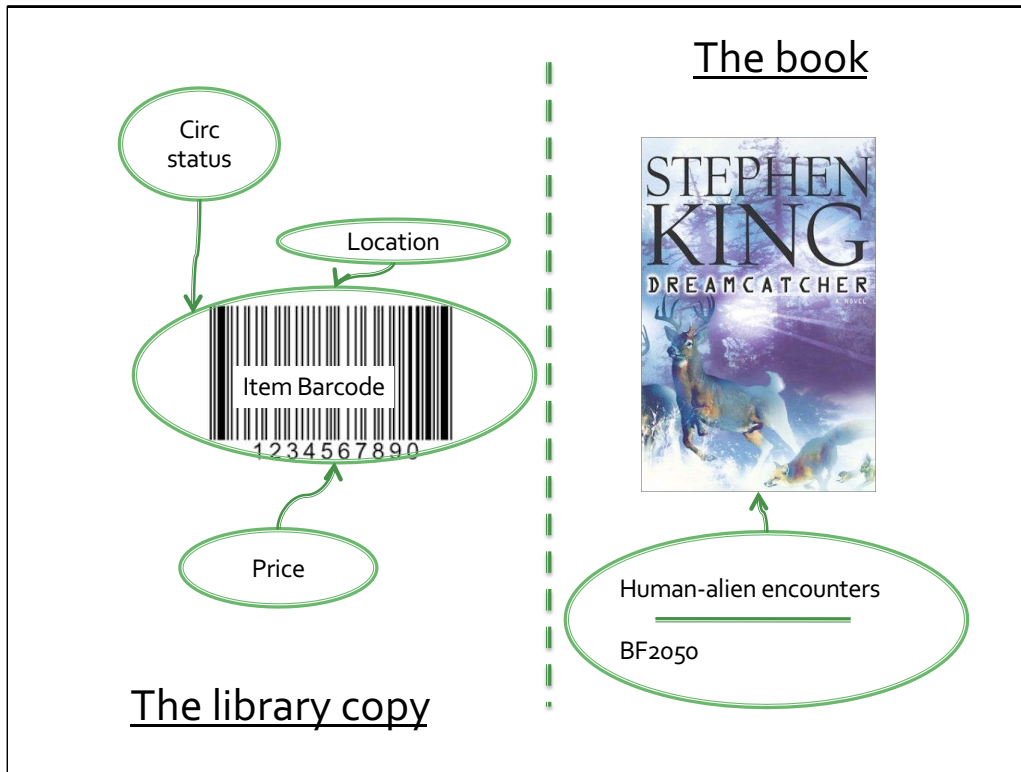 The book
Circ
status
Location
Item Barcode
1234567890
Price
The library copy
STEPHEN
KING
DREAMCATCHER
A NOVEL
Human-alien encounters
BF2050